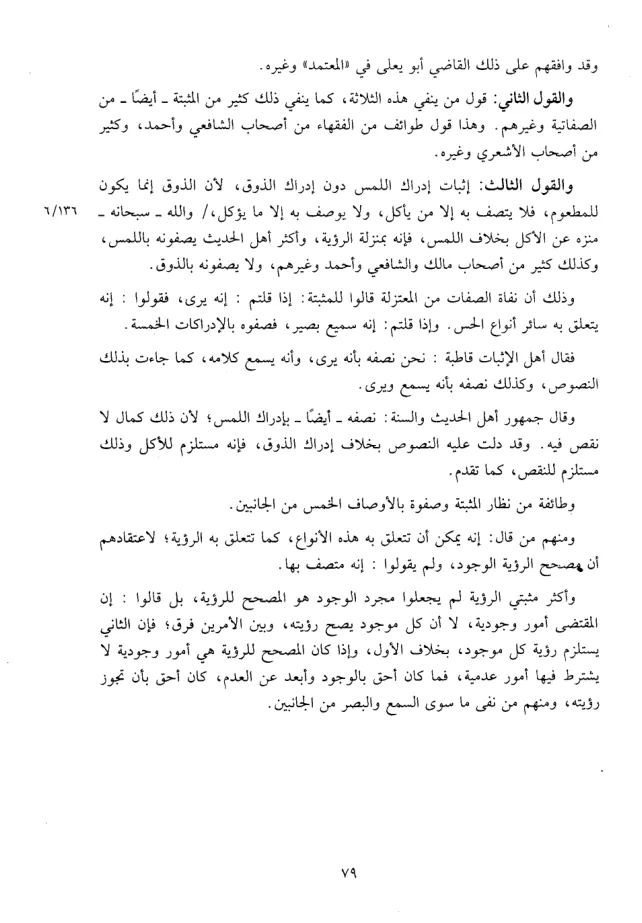 وقد وافقهم على ذلك القاضي أبو يعلى في «المعتمد» وغيره.
والقول الثاني: قول من ينفي هذه الثلاثة، كما ينفي ذلك كثير من المثبتة ـ أيضًا ـ من
الصفاتية وغيرهم. وهذا قول طوائف من الفقهاء من أصحاب الشافعي وأحمد، وكثير
من أصحاب الأشعري وغيره.
والقول الثالث: إثبات إدراك اللمس دون إدراك الذوق، لأن الذوق إنما يكون
للمطعوم، فلا يتصف به إلا من يأكل، ولا يوصف به إلا ما يؤكل،/ والله ـ سبحانه ـ
٦/١٣٦
منزه عن الأكل بخلاف اللمس، فإنه بمنزلة الرؤية، وأكثر أهل الحديث يصفونه باللمس،
وكذلك كثير من أصحاب مالك والشافعي وأحمد وغيرهم، ولا يصفونه بالذوق.
وذلك أن نفاة الصفات من المعتزلة قالوا للمثبتة: إذا قلتم : إنه يرى، فقولوا : إنه
يتعلق به سائر أنواع الحس. وإذا قلتم: إنه سميع بصير، فصفوه بالإدراكات الخمسة.
فقال أهل الإثبات قاطبة : نحن نصفه بأنه يرى، وأنه يسمع كلامه، كما جاءت بذلك
النصوص، وكذلك نصفه بأنه يسمع ويرى.
وقال جمهور أهل الحديث والسنة: نصفه ـ أيضًا ـ بإدراك اللمس؛ لأن ذلك كمال لا
نقص فيه. وقد دلت عليه النصوص بخلاف إدراك الذوق، فإنه مستلزم للأكل وذلك
مستلزم للنقص، كما تقدم.
وطائفة من نظار المثبتة وصفوة بالأوصاف الخمس من الجانبين.
ومنهم من قال: إنه يمكن أن تتعلق به هذه الأنواع، كما تتعلق به الرؤية؛ لاعتقادهم
أن مصحح الرؤية الوجود، ولم يقولوا : إنه متصف بها.
وأكثر مثبتي الرؤية لم يجعلوا مجرد الوجود هو المصحح للرؤية، بل قالوا : إن
المقتضى أمور وجودية، لا أن كل موجود يصح رؤيته، وبين الأمرين فرق؛ فإن الثاني
يستلزم رؤية كل موجود، بخلاف الأول، وإذا كان المصحح للرؤية هي أمور وجودية لا
يشترط فيها أمور عدمية، فما كان أحق بالوجود وأبعد عن العدم، كان أحق بأن تجوز
رؤيته، ومنهم من نفى ما سوى السمع والبصر من الجانبين.
٧٩